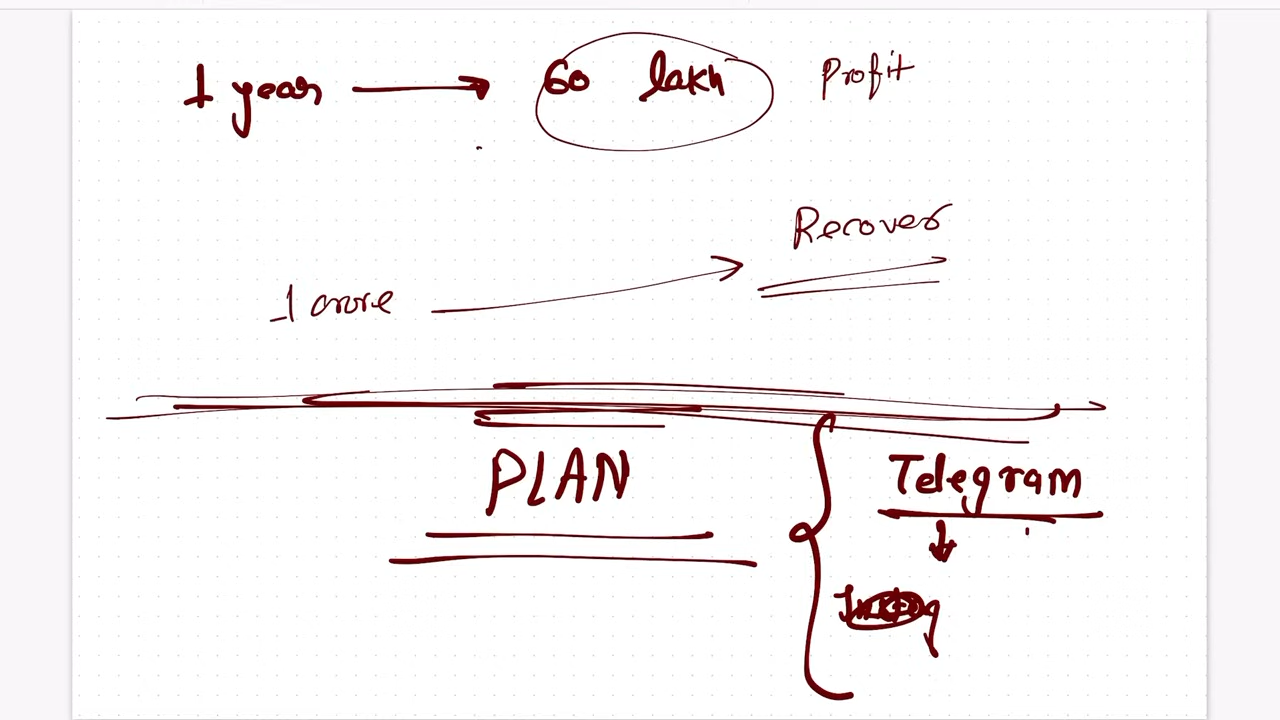 1 year → 60 lakh Profit
Recover
1 crore →
PLAN
Telegram